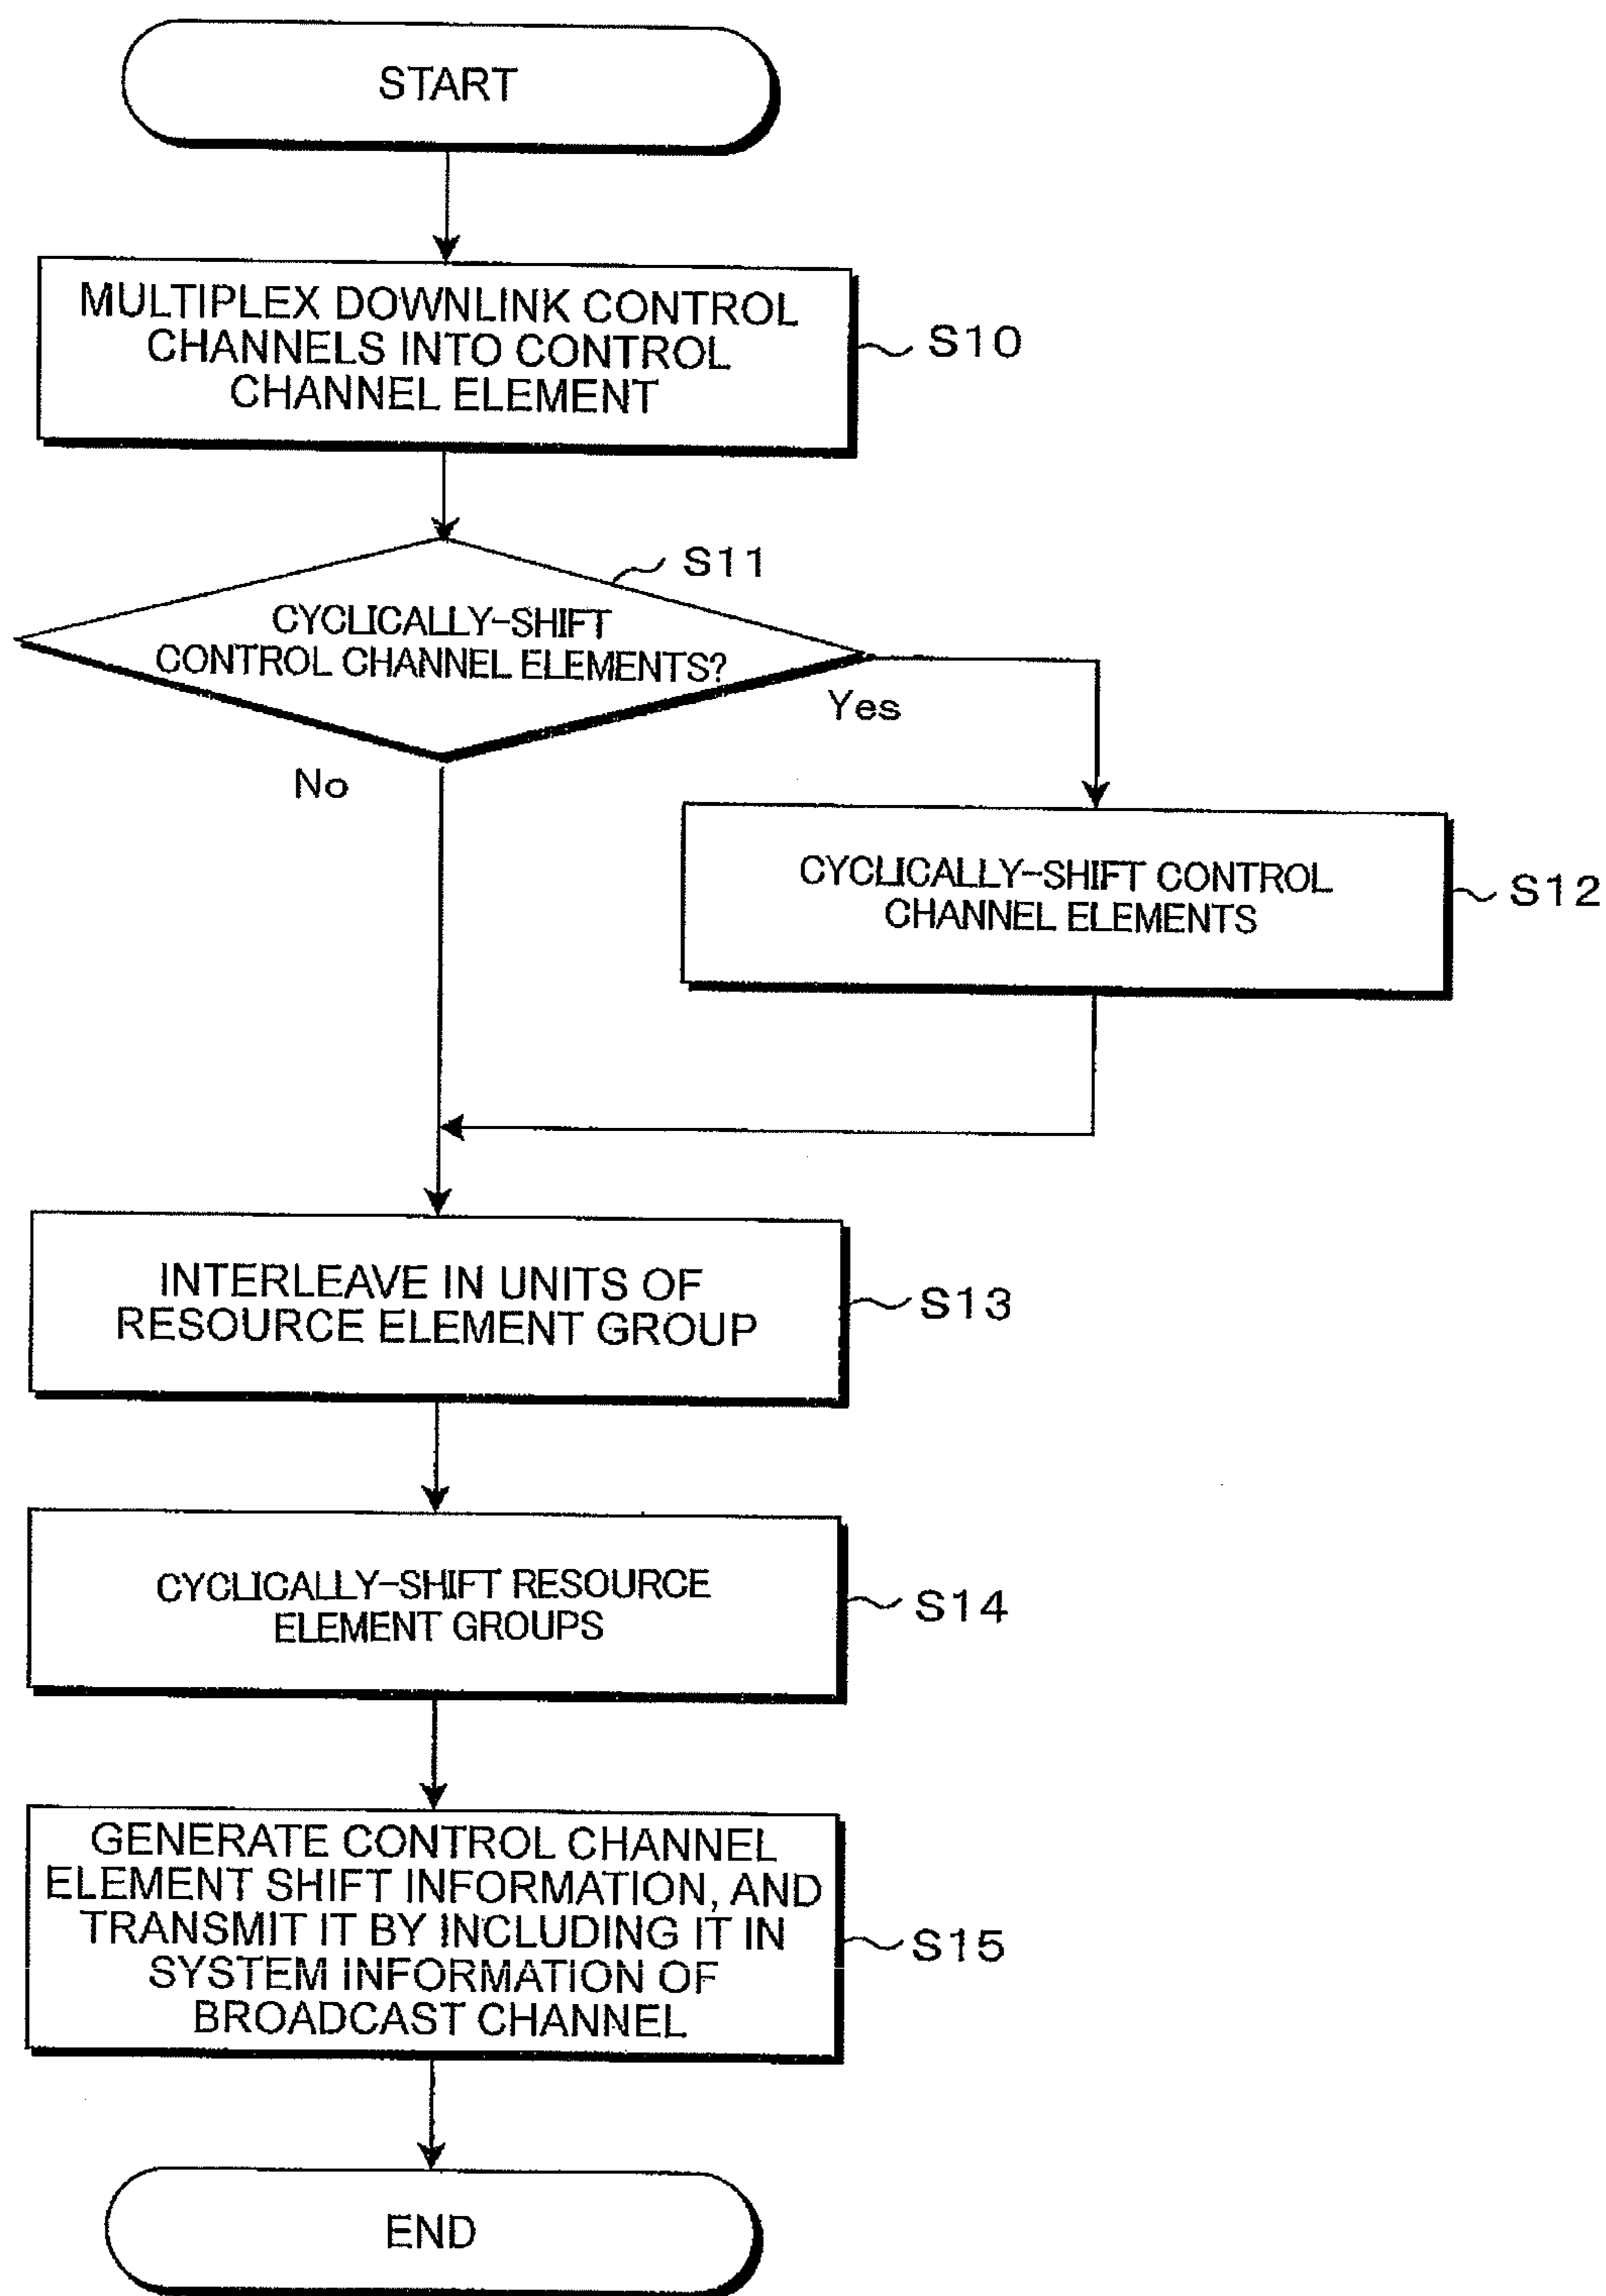 START
MULTIPLEX DOWNLINK CONTROL
CHANNELS INTO CONTROL
CHANNEL ELEMENT
S10
S11
CYCLICALLY-SHIFT
CONTROL CHANNEL ELEMENTS?
Yes
No
CYCLICALLY-SHIFT CONTROL
CHANNEL ELEMENTS
S12
INTERLEAVE IN UNITS OF
RESOURCE ELEMENT GROUP
S13
CYCLICALLY-SHIFT RESOURCE
ELEMENT GROUPS
S14
GENERATE CONTROL CHANNEL
ELEMENT SHIFT INFORMATION, AND
TRANSMIT IT BY INCLUDING IT IN
SYSTEM INFORMATION OF
BROADCAST CHANNEL
S15
END